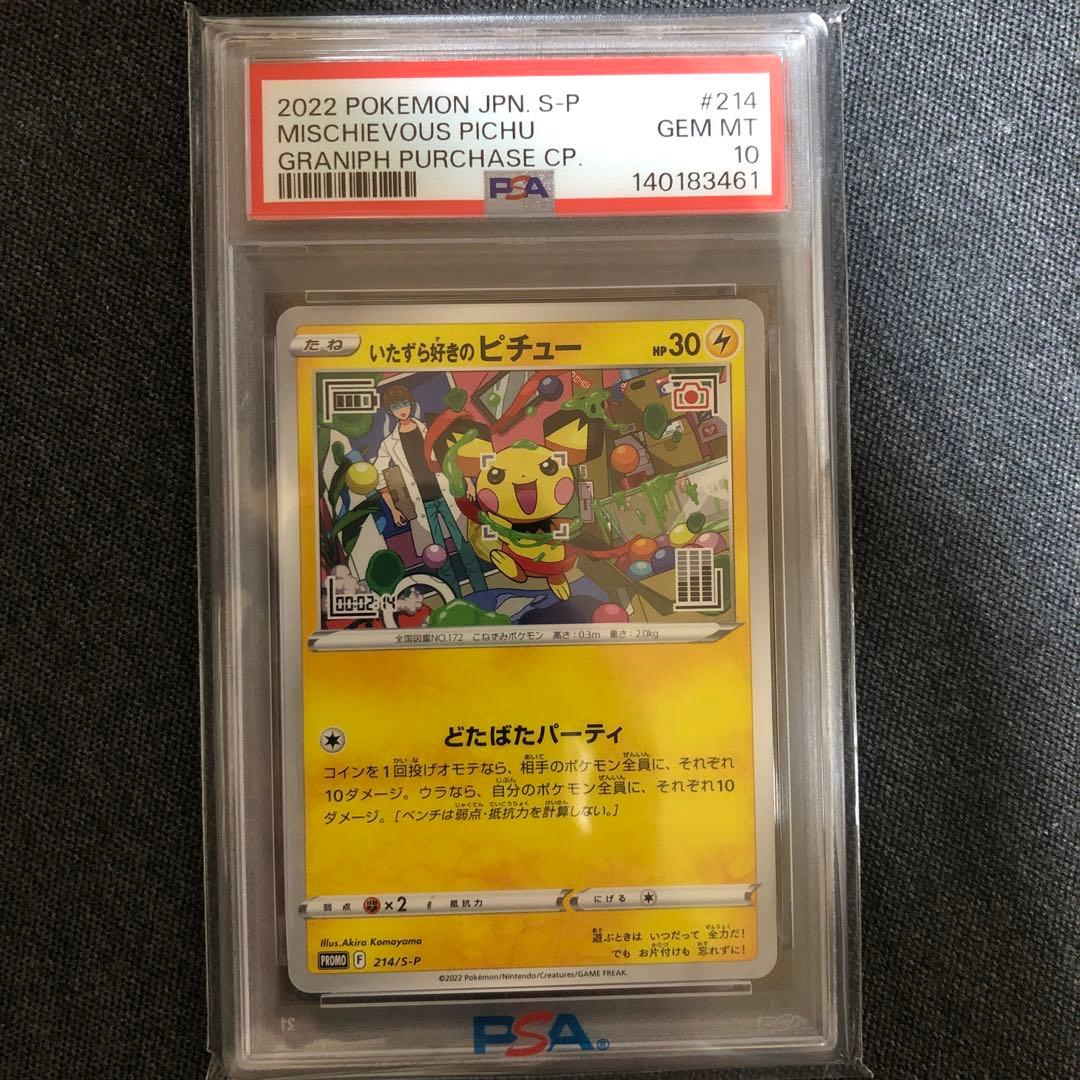 2022 POKEMON JPN. S-P #214
MISCHIEVOUS PICHU GEM MT
GRANIPH PURCHASE CP. 10
PSA 140183461
たね いたずら好きのピチュー HP30
00:02:14
全国図鑑NO.172 こねずみポケモン 高さ:0.3m 重さ:2.0kg
どたばたパーティ
コインを1回投げオモテなら、相手のポケモン全員に、それぞれ
10ダメージ。ウラなら、自分のポケモン全員に、それぞれ10
ダメージ。[ベンチは弱点・抵抗力を計算しない。]
弱点 ×2 抵抗力 にげる
Illus.Akira Komayama
遊ぶときは いつだって 全力だ!
でも お片付けも 忘れずに!
PROMO F 214/S-P
©2022 Pokémon/Nintendo/Creatures/GAME FREAK.
PSA®